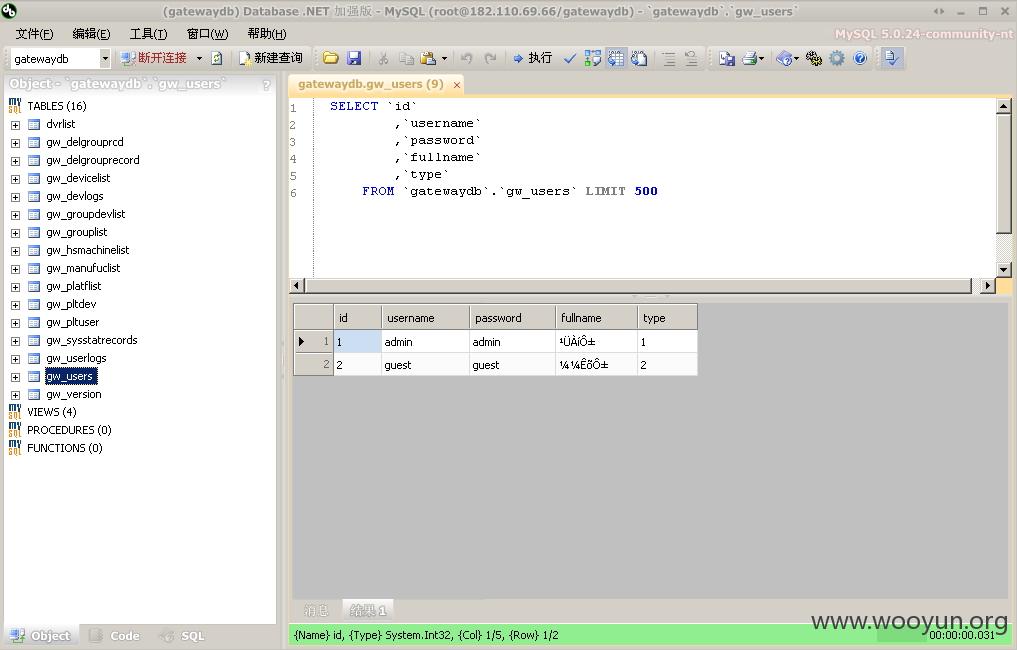 (gatewaydb) Database .NET 加强版 - MySQL (root@182.110.69.66/gatewaydb) - `gatewaydb`.`gw_users`
文件(F) 编辑(E) 工具(T) 窗口(W) 帮助(H) MySQL 5.0.24-community-nt
gatewaydb 断开连接 新建查询 执行
Object - `gatewaydb`.`gw_users` ?
TABLES (16)
dvrlist
gw_delgrouprcd
gw_delgrouprecord
gw_devicelist
gw_devlogs
gw_groupdevlist
gw_grouplist
gw_hsmachinelist
gw_manufuclist
gw_platflist
gw_pltdev
gw_pltuser
gw_sysstatrecords
gw_userlogs
gw_users
gw_version
VIEWS (4)
PROCEDURES (0)
FUNCTIONS (0)
Object Code SQL
gatewaydb.gw_users (9)
1 SELECT `id`
2 ,`username`
3 ,`password`
4 ,`fullname`
5 ,`type`
6 FROM `gatewaydb`.`gw_users` LIMIT 500
id username password fullname type
1 1 admin admin ¹ÜÀíÔ± 1
2 2 guest guest ¼¼ÊõÔ± 2
消息 结果 1
{Name} id, {Type} System.Int32, {Col} 1/5, {Row} 1/2 00:00:00.031
www.wooyun.org